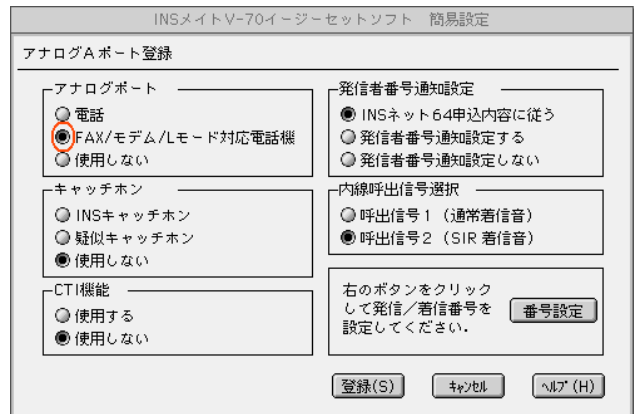 INSメイトV-70イージーセットソフト 簡易設定
アナログAポート登録
アナログポート
電話
FAX/モデム/Lモード対応電話機
使用しない
キャッチホン
INSキャッチホン
疑似キャッチホン
使用しない
CTI機能
使用する
使用しない
発信者番号通知設定
INSネット64申込内容に従う
発信者番号通知設定する
発信者番号通知設定しない
内線呼出信号選択
呼出信号1 (通常着信音)
呼出信号2 (SIR 着信音)
右のボタンをクリック
して発信/着信番号を
設定してください.
番号設定
登録(S)
キャンセル
ヘルプ(H)